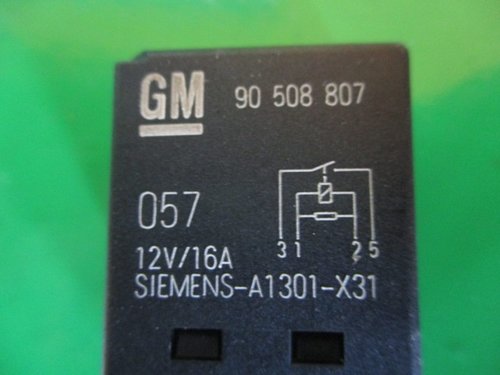 GM 90 508 807
057
31 25
12V/16A
SIEMENS-A1301-X31